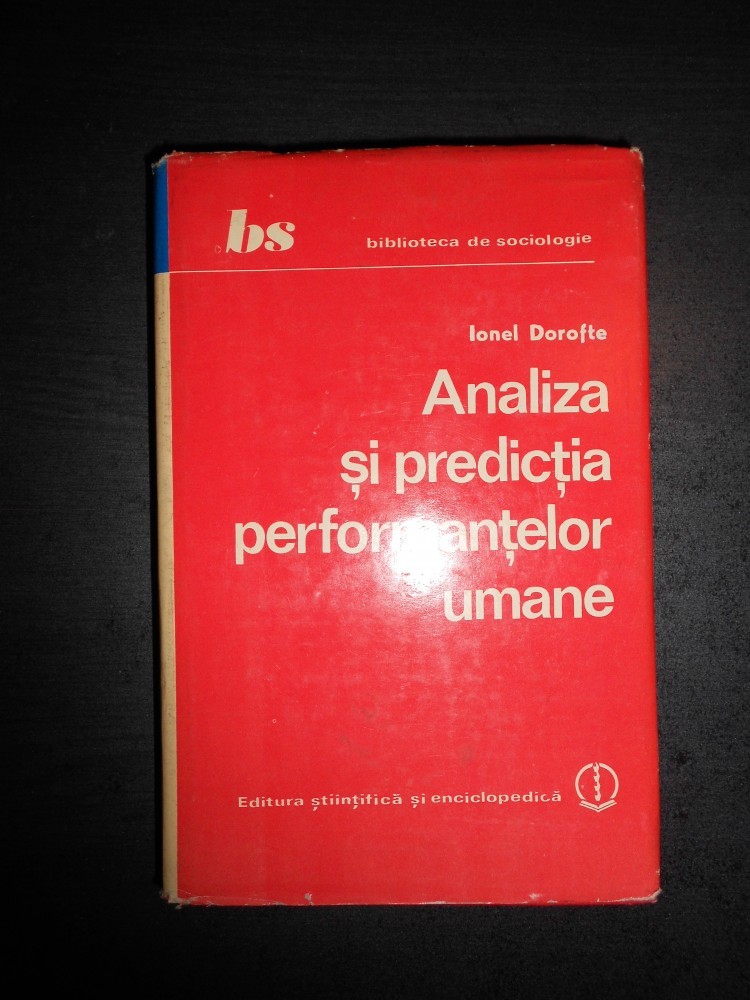 bs
biblioteca de sociologie
Ionel Dorofte
Analiza
și predicția
performanțelor
umane
Editura științifică și enciclopedică